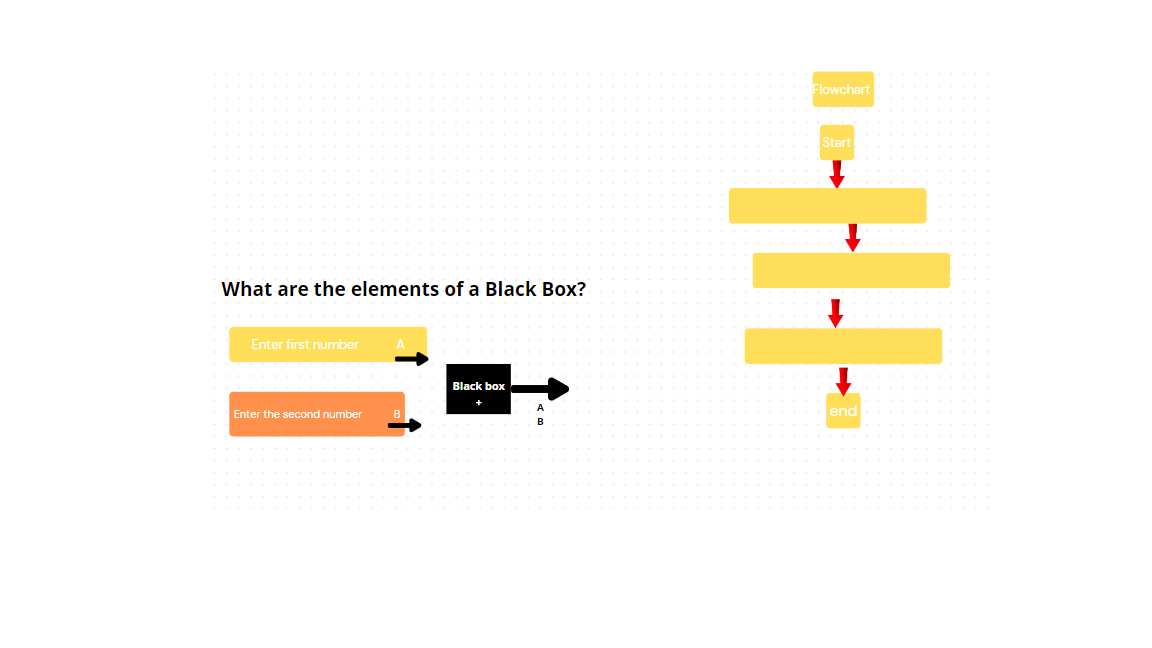 What are the elements of a Black Box?
Enter first number A
Enter the second number B
Black box
+
A
B
Flowchart
Start
end